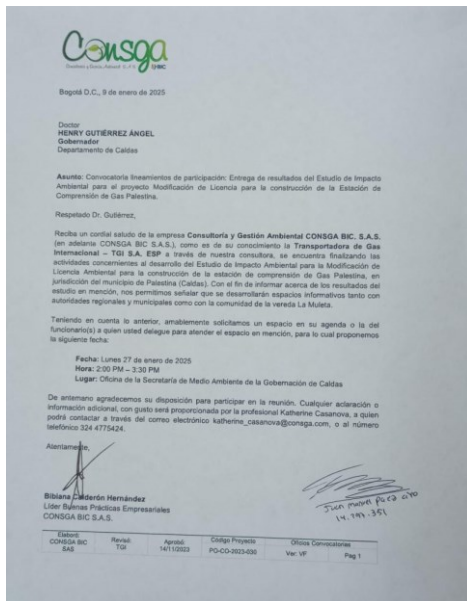 Consga
BIC
Bogotá D.C., 9 de enero de 2025
Doctor
HENRY GUTIÉRREZ ÁNGEL
Gobernador
Departamento de Caldas
Asunto: Convocatoria lineamientos de participación: Entrega de resultados del Estudio de Impacto
Ambiental para el proyecto Modificación de Licencia para la construcción de la Estación de
Comprensión de Gas Palestina.
Respetado Dr. Gutiérrez,
Reciba un cordial saludo de la empresa Consultoría y Gestión Ambiental CONSGA BIC. S.A.S.
(en adelante CONSGA BIC S.A.S.), como es de su conocimiento la Transportadora de Gas
Internacional – TGI S.A. ESP a través de nuestra consultora, se encuentra finalizando las
actividades concernientes al desarrollo del Estudio de Impacto Ambiental para la Modificación de
Licencia Ambiental para la construcción de la estación de comprensión de Gas Palestina, en
jurisdicción del municipio de Palestina (Caldas). Con el fin de informar acerca de los resultados del
estudio en mención, nos permitimos señalar que se desarrollarán espacios informativos tanto con
autoridades regionales y municipales como con la comunidad de la vereda La Muleta.
Teniendo en cuenta lo anterior, amablemente solicitamos un espacio en su agenda o la del
funcionario(s) a quien usted delegue para atender el espacio en mención, para lo cual proponemos
la siguiente fecha:
Fecha: Lunes 27 de enero de 2025
Hora: 2:00 PM – 3:30 PM
Lugar: Oficina de la Secretaría de Medio Ambiente de la Gobernación de Caldas
De antemano agradecemos su disposición para participar en la reunión. Cualquier aclaración o
información adicional, con gusto será proporcionada por la profesional Katherine Casanova, a quien
podrá contactar a través del correo electrónico katherine_casanova@consga.com, o al número
telefónico 324 4775424.
Atentamente,
Bibiana Calderón Hernández
Líder Buenas Prácticas Empresariales
CONSGA BIC S.A.S.
Juan
14.
351
Elaboró: CONSGA BIC SAS Revisó: TGI Aprobó: 14/11/2023 Código Proyecto PO-CO-2023-030 Oficios Convocatorias Ver: VF Pag 1